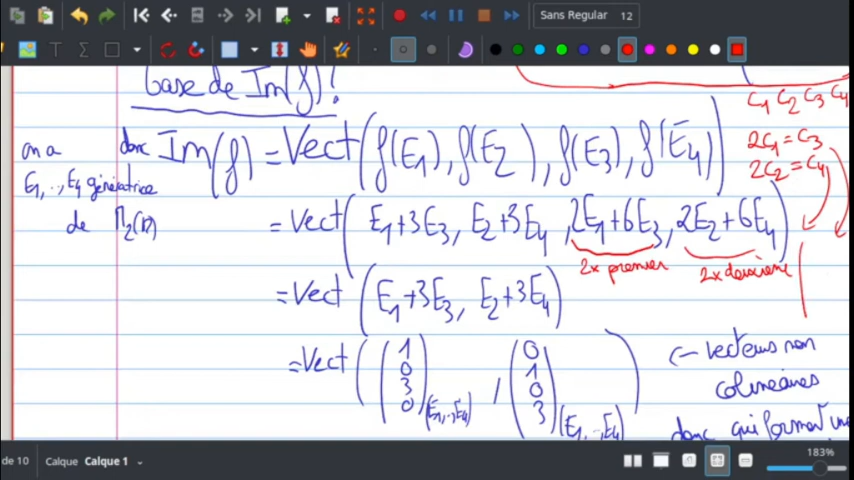 Sans Regular 12
base de Im(f) !
C1 C2 C3 C4
on a donc Im(f) = Vect(f(E1), f(E2), f(E3), f(E4))
2C1 = C3
2C2 = C4
E1, .., E4 génératrice
de M2(R)
= Vect(E1+3E3, E2+3E4, 2E1+6E3, 2E2+6E4)
2x premier 2x deuxième
= Vect(E1+3E3, E2+3E4)
= Vect((1 0 3 0)(E1,..,E4), (0 1 0 3)(E1,..,E4))
<- vecteurs non
colinéaires
donc qui forment une
de 10 Calque Calque 1 183%